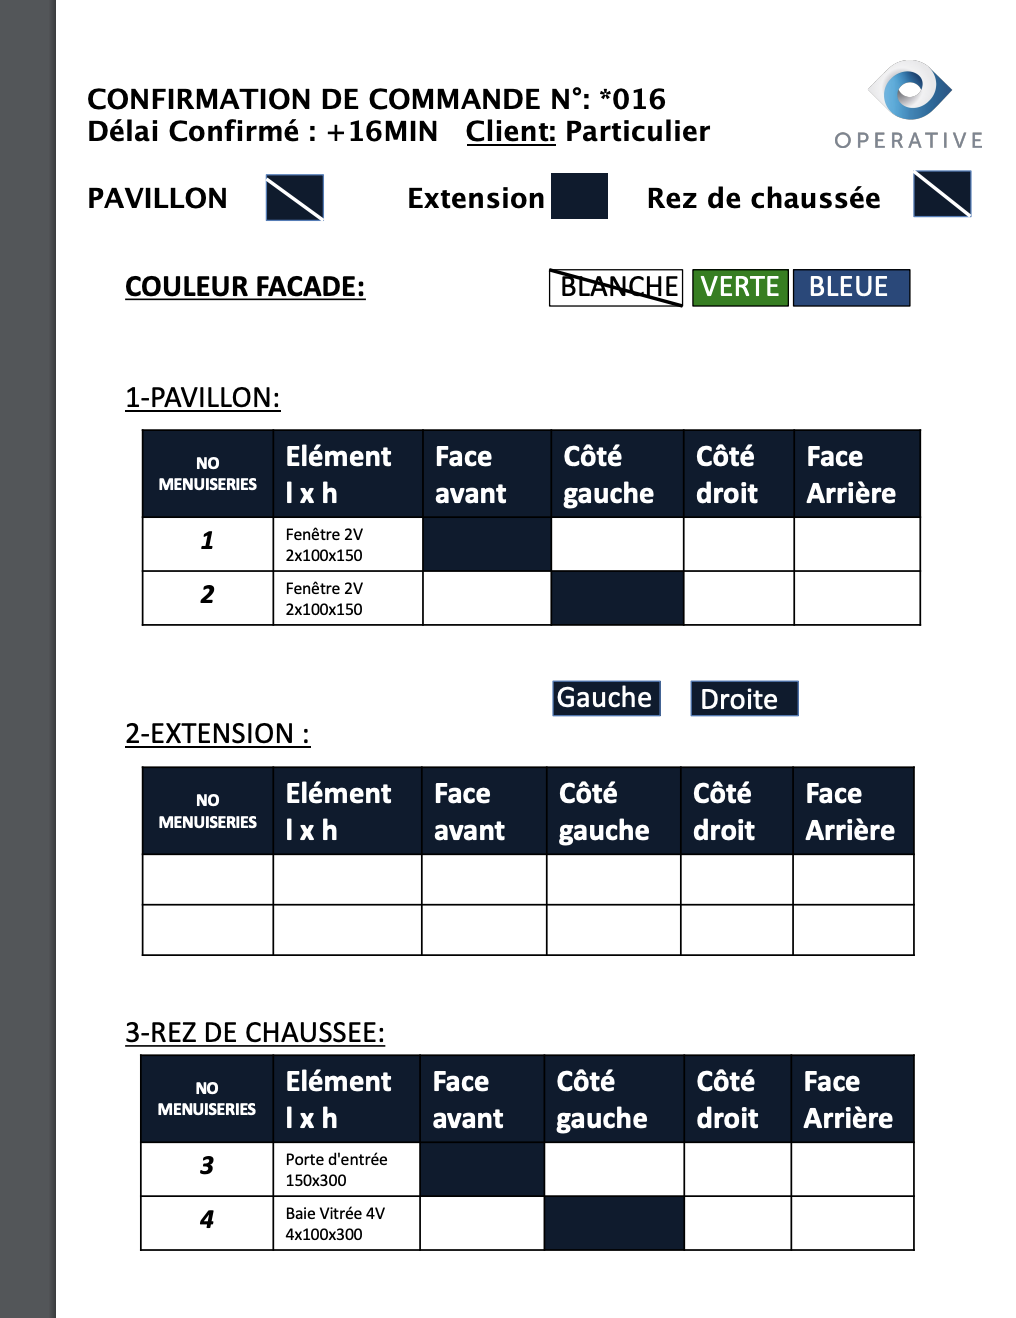 CONFIRMATION DE COMMANDE N°: *016
Délai Confirmé : +16MIN Client: Particulier
OPERATIVE
PAVILLON Extension Rez de chaussée
COULEUR FACADE: BLANCHE VERTE BLEUE
1-PAVILLON:
NO MENUISERIES Elément l x h Face avant Côté gauche Côté droit Face Arrière
1 Fenêtre 2V 2x100x150
2 Fenêtre 2V 2x100x150
Gauche Droite
2-EXTENSION :
NO MENUISERIES Elément l x h Face avant Côté gauche Côté droit Face Arrière
3-REZ DE CHAUSSEE:
NO MENUISERIES Elément l x h Face avant Côté gauche Côté droit Face Arrière
3 Porte d'entrée 150x300
4 Baie Vitrée 4V 4x100x300